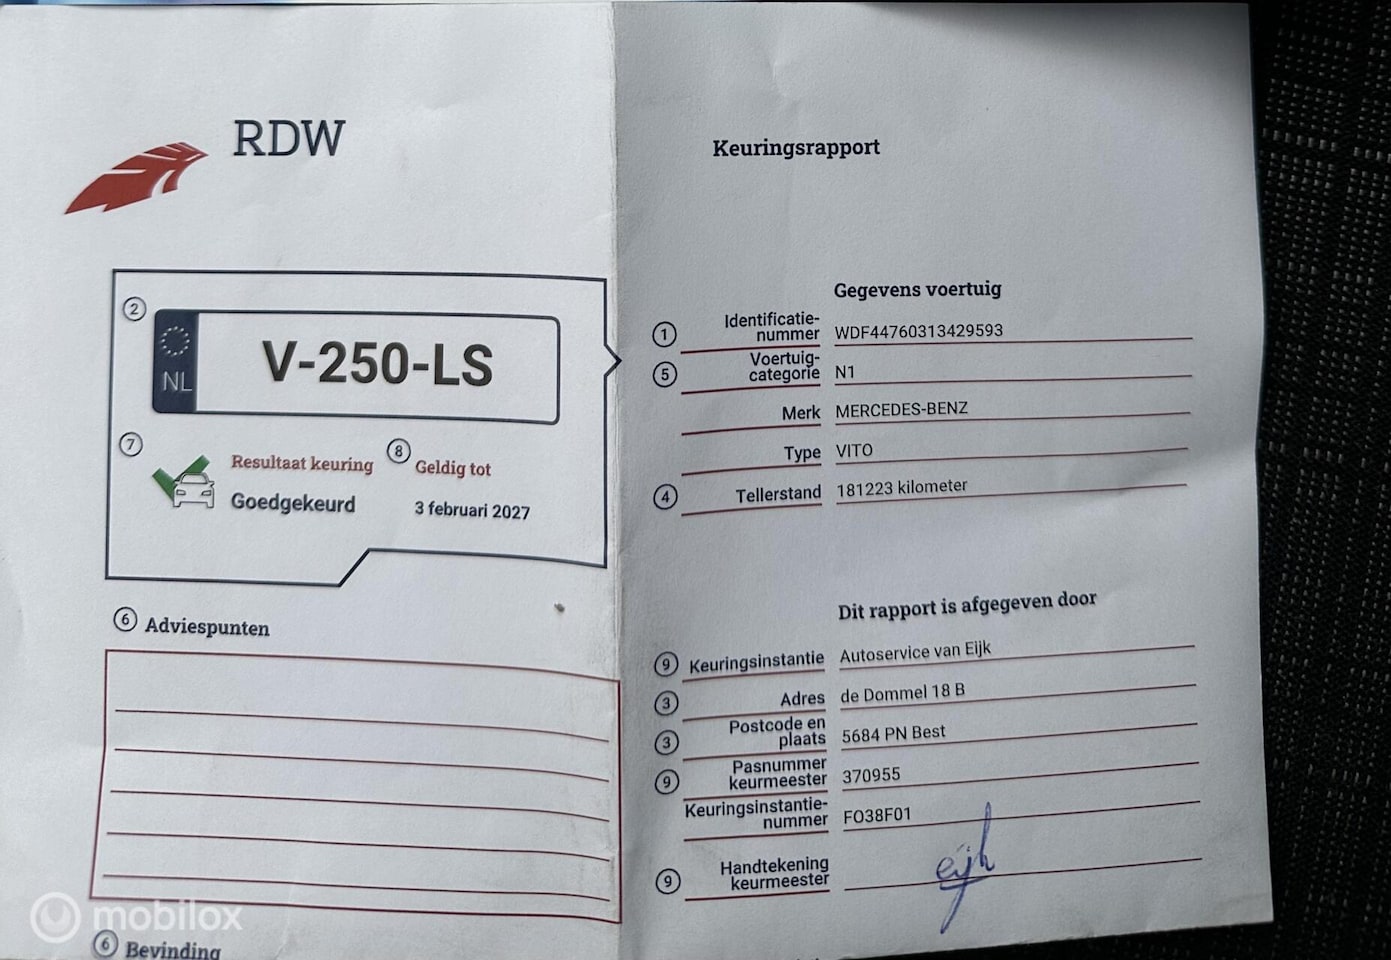 RDW
2
NL
V-250-LS
7
Resultaat keuring
Goedgekeurd
8
Geldig tot
3 februari 2027
6 Adviespunten
6 Bevinding
Keuringsrapport
Gegevens voertuig
1 Identificatie-
nummer WDF44760313429593
5 Voertuig-
categorie N1
Merk MERCEDES-BENZ
Type VITO
4 Tellerstand 181223 kilometer
Dit rapport is afgegeven door
9 Keuringsinstantie Autoservice van Eijk
3 Adres de Dommel 18 B
3 Postcode en
plaats 5684 PN Best
9 Pasnummer
keurmeester 370955
Keuringsinstantie-
nummer FO38F01
9 Handtekening
keurmeester eijk
mobilox